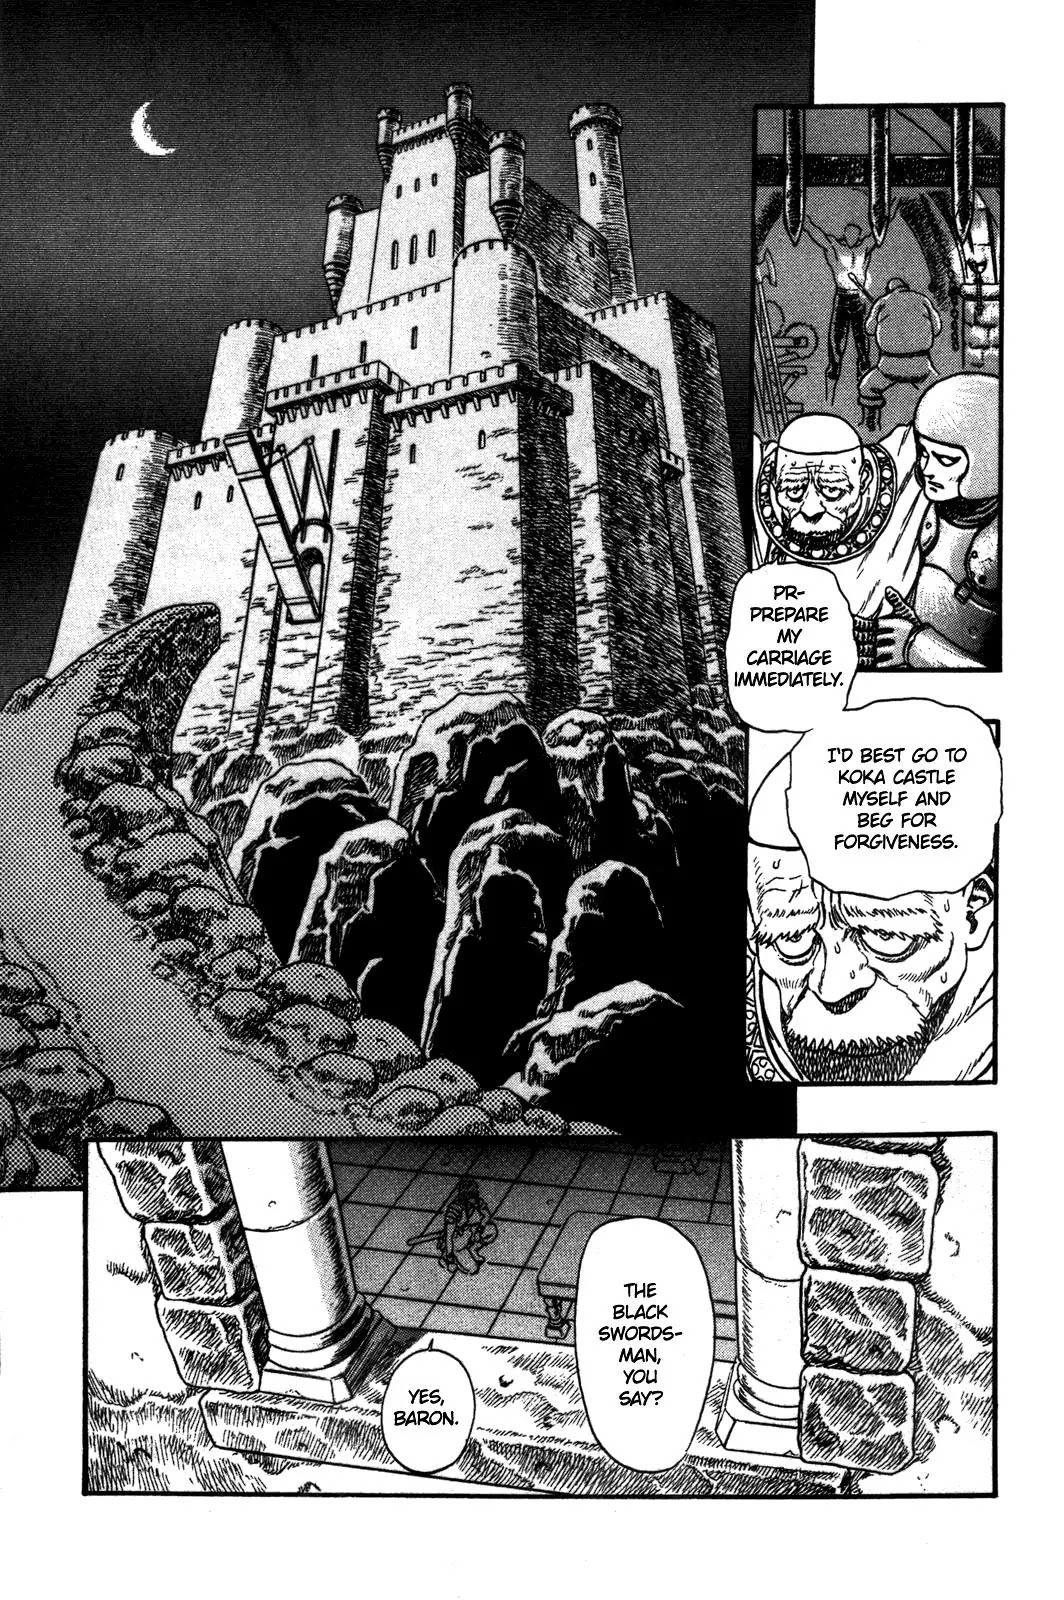 PR-
PREPARE
MY
CARRIAGE
IMMEDIATELY.
I'D BEST GO TO
KOKA CASTLE
MYSELF AND
BEG FOR
FORGIVENESS.
THE
BLACK
SWORDS-
MAN,
YOU
SAY?
YES,
BARON.